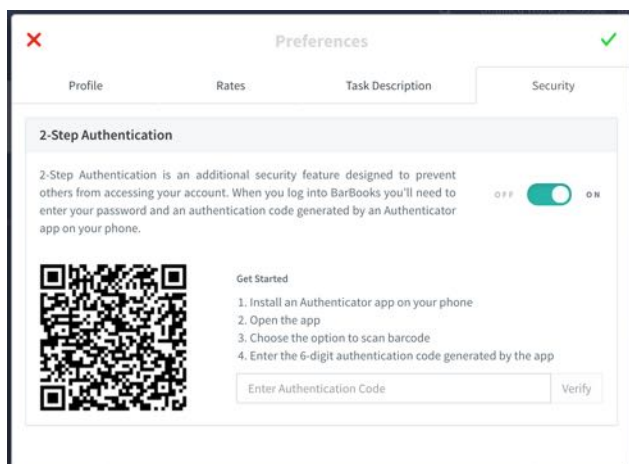 Preferences
Profile Rates Task Description Security
2-Step Authentication
2-Step Authentication is an additional security feature designed to prevent
others from accessing your account. When you log into BarBooks you'll need to
enter your password and an authentication code generated by an Authenticator
app on your phone.
OFF ON
Get Started
1. Install an Authenticator app on your phone
2. Open the app
3. Choose the option to scan barcode
4. Enter the 6-digit authentication code generated by the app
Enter Authentication Code Verify